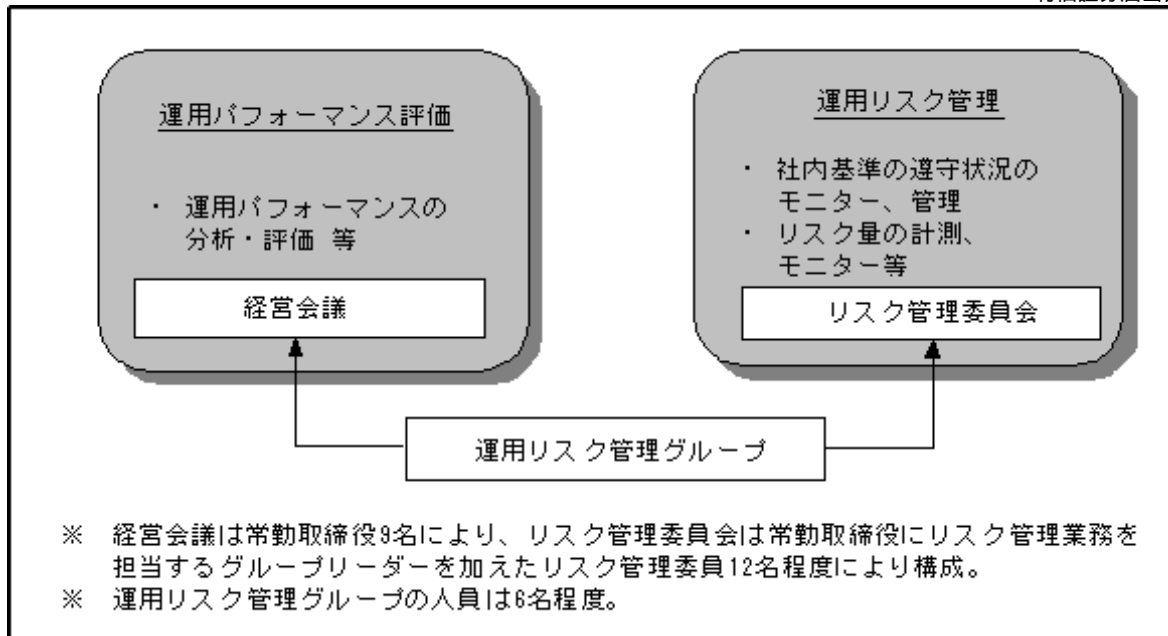 運用パフォーマンス評価
・ 運用パフォーマンスの
分析・評価 等
経営会議
運用リスク管理
・ 社内基準の遵守状況の
モニター、管理
・ リスク量の計測、
モニター等
リスク管理委員会
運用リスク管理グループ
※ 経営会議は常勤取締役9名により、リスク管理委員会は常勤取締役にリスク管理業務を
担当するグループリーダーを加えたリスク管理委員12名程度により構成。
※ 運用リスク管理グループの人員は6名程度。